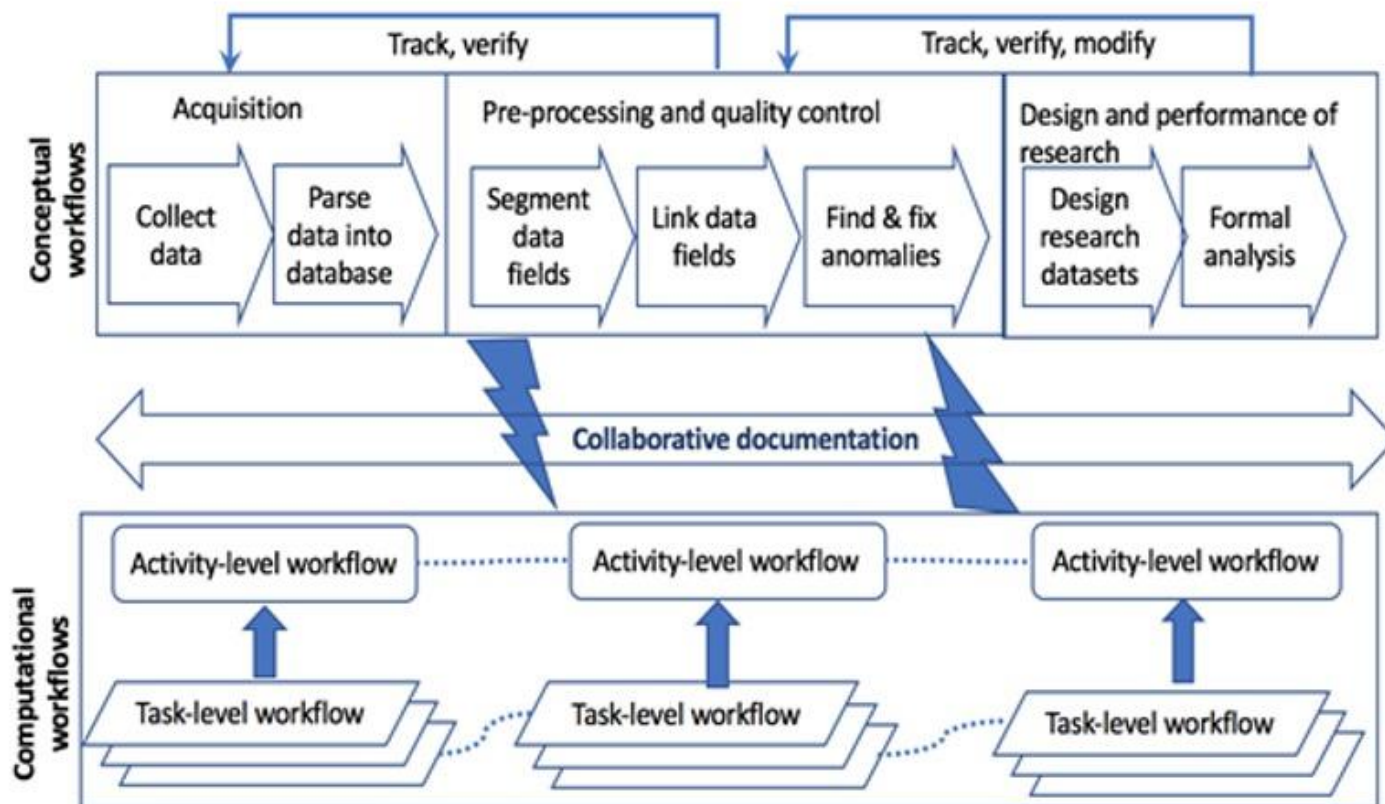 Track, verify
Track, verify, modify
Conceptual
workflows
Acquisition
Collect
data
Parse
data into
database
Pre-processing and quality control
Segment
data
fields
Link data
fields
Find & fix
anomalies
Design and performance of
research
Design
research
datasets
Formal
analysis
Collaborative documentation
Computational
workflows
Activity-level workflow
Activity-level workflow
Activity-level workflow
Task-level workflow
Task-level workflow
Task-level workflow